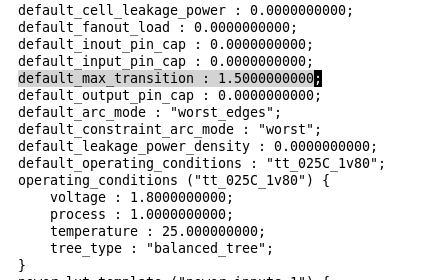 default_cell_leakage_power : 0.0000000000;
default_fanout_load : 0.0000000000;
default_inout_pin_cap : 0.0000000000;
default_input_pin_cap : 0.0000000000;
default_max_transition : 1.5000000000;
default_output_pin_cap : 0.0000000000;
default_arc_mode : "worst_edges";
default_constraint_arc_mode : "worst";
default_leakage_power_density : 0.0000000000;
default_operating_conditions : "tt_025C_1v80";
operating_conditions ("tt_025C_1v80") {
voltage : 1.8000000000;
process : 1.0000000000;
temperature : 25.000000000;
tree_type : "balanced_tree";
}
power_lut_template ("power_inputs_1") {